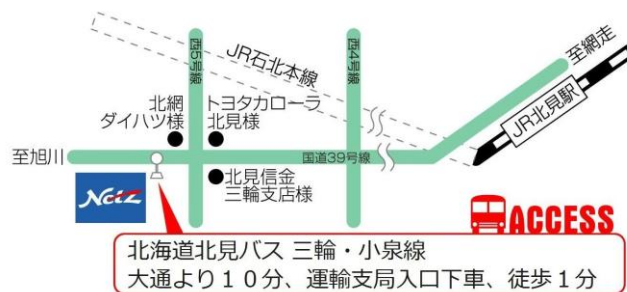 JR石北本線
西5号線
西4号線
至網走
JR北見駅
北網
ダイハツ様
トヨタカローラ
北見様
至旭川
国道39号線
北見信金
三輪支店様
Netz
ACCESS
北海道北見バス 三輪・小泉線
大通より１０分、運輸支局入口下車、徒歩１分